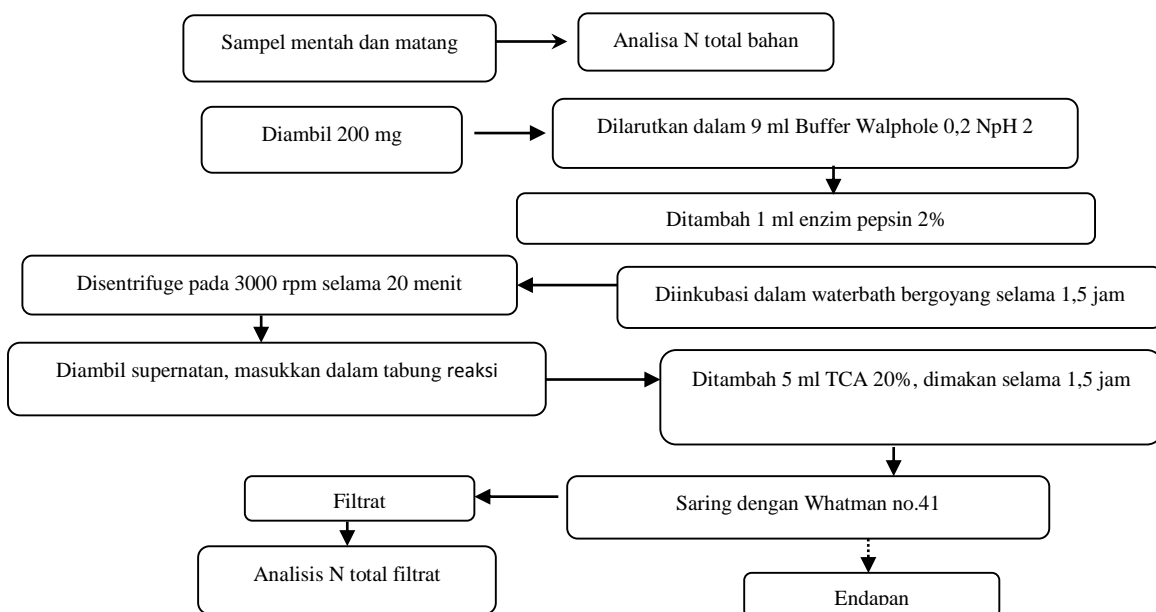 Sampel mentah dan matang
Analisa N total bahan
Diambil 200 mg
Dilarutkan dalam 9 ml Buffer Walphole 0,2 NpH 2
Ditambah 1 ml enzim pepsin 2%
Disentrifuge pada 3000 rpm selama 20 menit
Diinkubasi dalam waterbath bergoyang selama 1,5 jam
Diambil supernatan, masukkan dalam tabung reaksi
Ditambah 5 ml TCA 20%, dimakan selama 1,5 jam
Filtrat
Saring dengan Whatman no.41
Analisis N total filtrat
Endapan